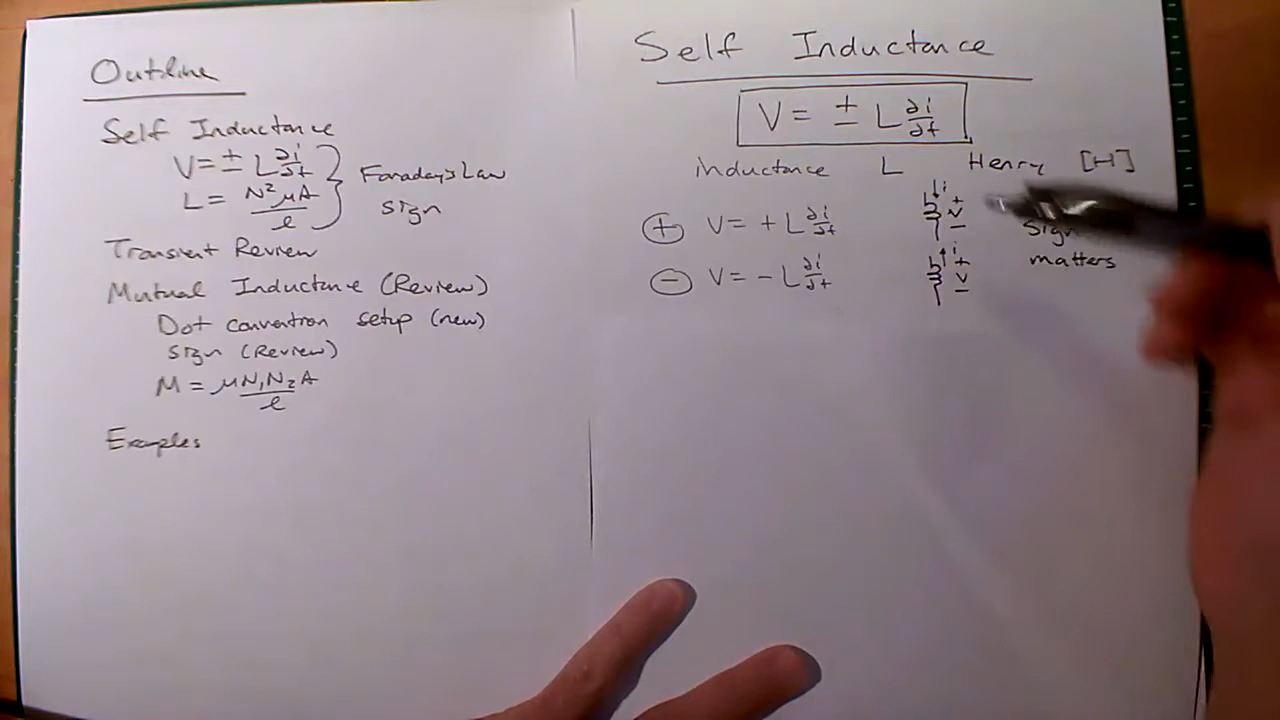 Outline
Self Inductance
V = ± L ∂i/∂t
L = N²μA/ℓ
Faradays Law
sign
Transient Review
Mutual Inductance (Review)
Dot convention setup (new)
sign (Review)
M = μN₁N₂A/ℓ
Examples
Self Inductance
V = ± L ∂i/∂t
inductance L Henry [H]
⊕ V = + L ∂i/∂t
i + v −
⊖ V = − L ∂i/∂t
i + v −
matters